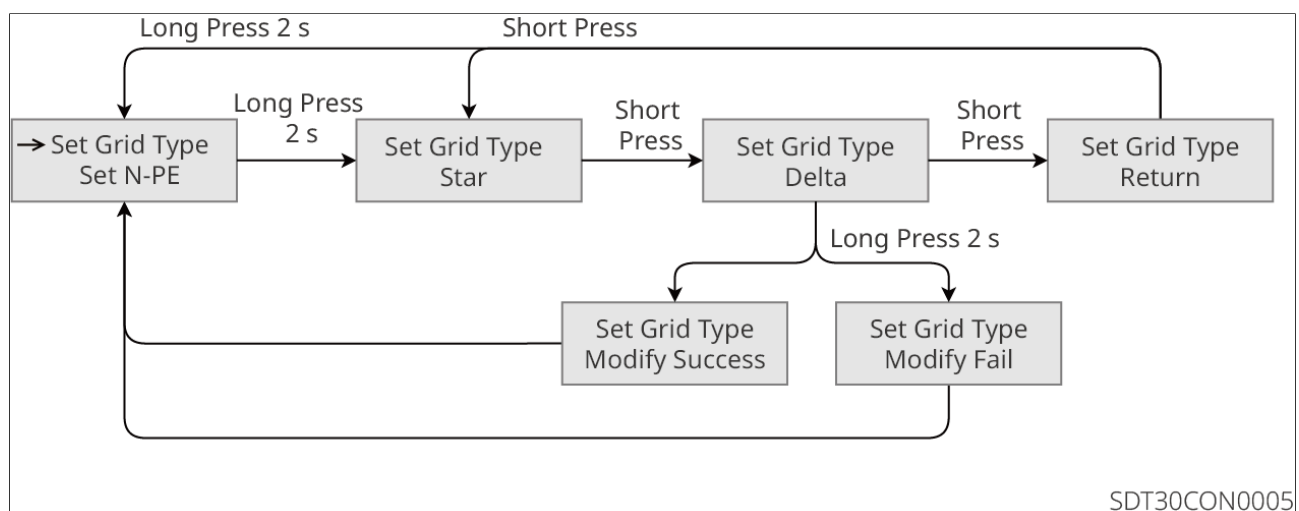 Long Press 2 s
Short Press
Long Press
2 s
Short
Press
Short
Press
→ Set Grid Type
Set N-PE
Set Grid Type
Star
Set Grid Type
Delta
Set Grid Type
Return
Long Press 2 s
Set Grid Type
Modify Success
Set Grid Type
Modify Fail
SDT30CON0005